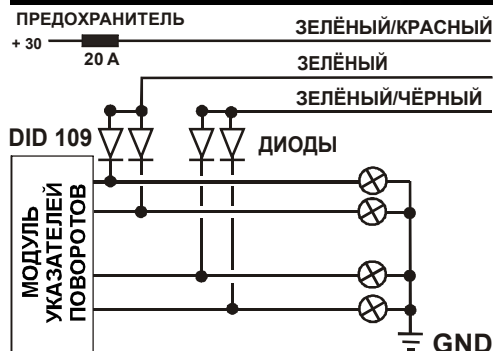 ПРЕДОХРАНИТЕЛЬ
ЗЕЛЁНЫЙ/КРАСНЫЙ
+ 30
20 А
ЗЕЛЁНЫЙ
ЗЕЛЁНЫЙ/ЧЁРНЫЙ
DID 109
ДИОДЫ
МОДУЛЬ
УКАЗАТЕЛЕЙ
ПОВОРОТОВ
GND